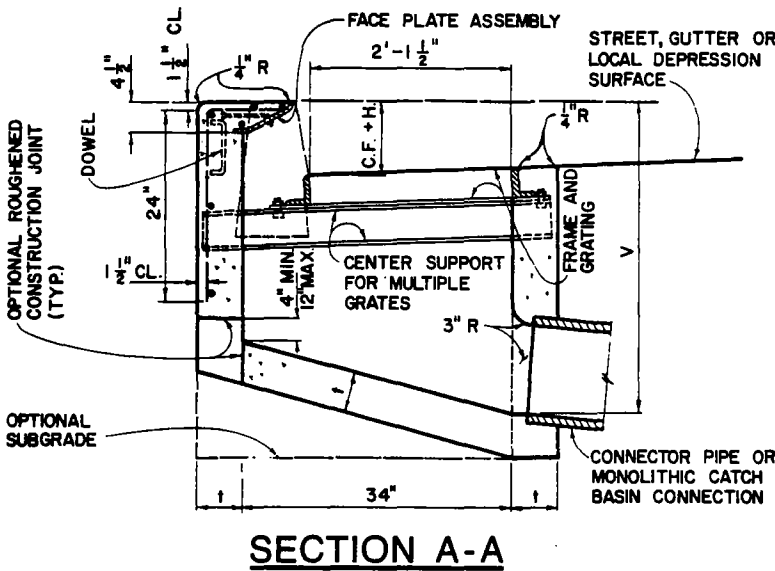 4 1/2"
1 1/2" CL.
1/4" R
FACE PLATE ASSEMBLY
2'-1 1/2"
STREET, GUTTER OR
LOCAL DEPRESSION
SURFACE
1/4" R
DOWEL
C.F. + H.
24"
OPTIONAL ROUGHENED
CONSTRUCTION JOINT
(TYP.)
1 1/2" CL.
4" MIN.
12" MAX.
CENTER SUPPORT
FOR MULTIPLE
GRATES
FRAME AND
GRATING
V
3" R
t
OPTIONAL
SUBGRADE
CONNECTOR PIPE OR
MONOLITHIC CATCH
BASIN CONNECTION
t
34"
t
SECTION A-A